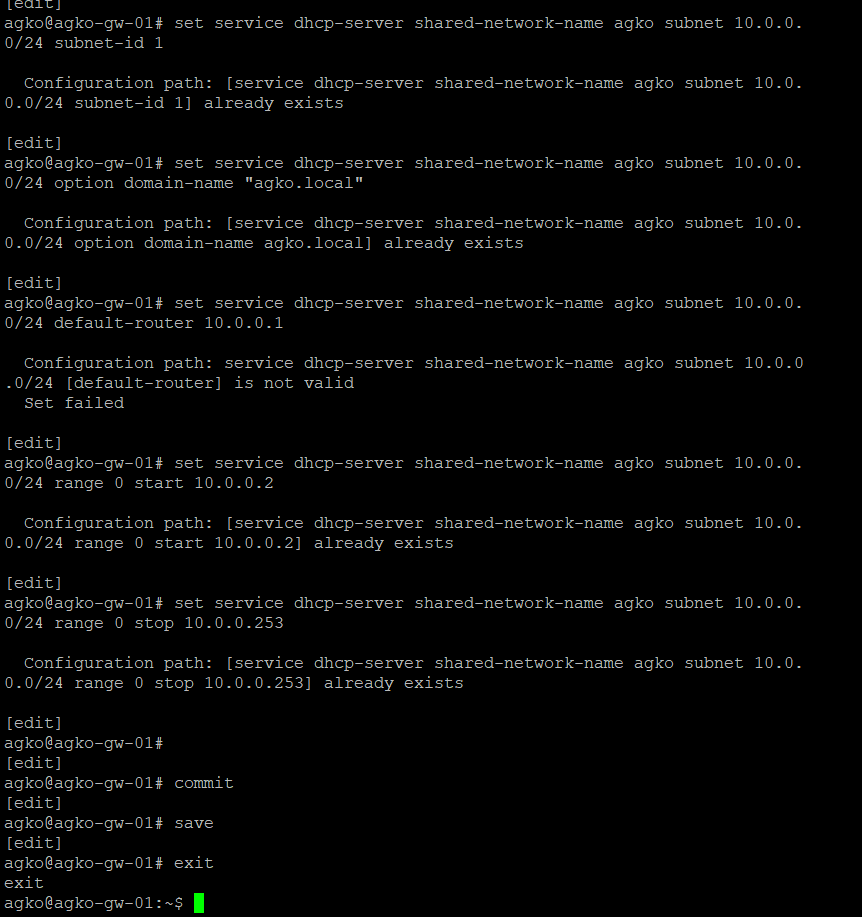 [edit]
agko@agko-gw-01# set service dhcp-server shared-network-name agko subnet 10.0.0.
0/24 subnet-id 1
Configuration path: [service dhcp-server shared-network-name agko subnet 10.0.
0.0/24 subnet-id 1] already exists
[edit]
agko@agko-gw-01# set service dhcp-server shared-network-name agko subnet 10.0.0.
0/24 option domain-name "agko.local"
Configuration path: [service dhcp-server shared-network-name agko subnet 10.0.
0.0/24 option domain-name agko.local] already exists
[edit]
agko@agko-gw-01# set service dhcp-server shared-network-name agko subnet 10.0.0.
0/24 default-router 10.0.0.1
Configuration path: service dhcp-server shared-network-name agko subnet 10.0.0
.0/24 [default-router] is not valid
Set failed
[edit]
agko@agko-gw-01# set service dhcp-server shared-network-name agko subnet 10.0.0.
0/24 range 0 start 10.0.0.2
Configuration path: [service dhcp-server shared-network-name agko subnet 10.0.
0.0/24 range 0 start 10.0.0.2] already exists
[edit]
agko@agko-gw-01# set service dhcp-server shared-network-name agko subnet 10.0.0.
0/24 range 0 stop 10.0.0.253
Configuration path: [service dhcp-server shared-network-name agko subnet 10.0.
0.0/24 range 0 stop 10.0.0.253] already exists
[edit]
agko@agko-gw-01#
[edit]
agko@agko-gw-01# commit
[edit]
agko@agko-gw-01# save
[edit]
agko@agko-gw-01# exit
exit
agko@agko-gw-01:~$